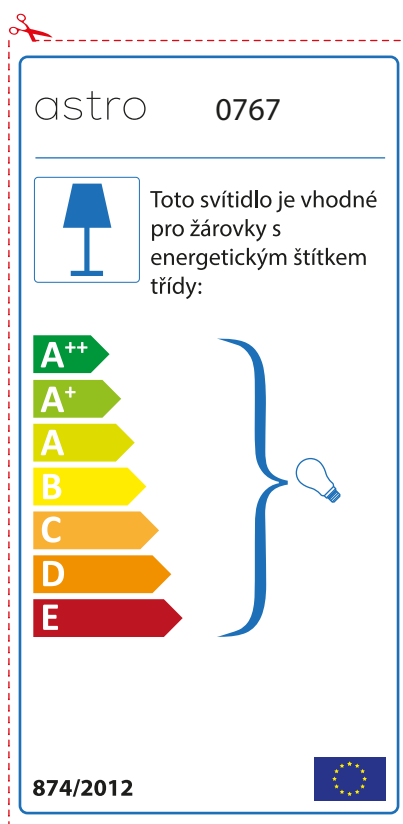 astro 0767
Toto svítidlo je vhodné
pro žárovky s
energetickým štítkem
třídy:
A++
A+
A
B
C
D
E
874/2012